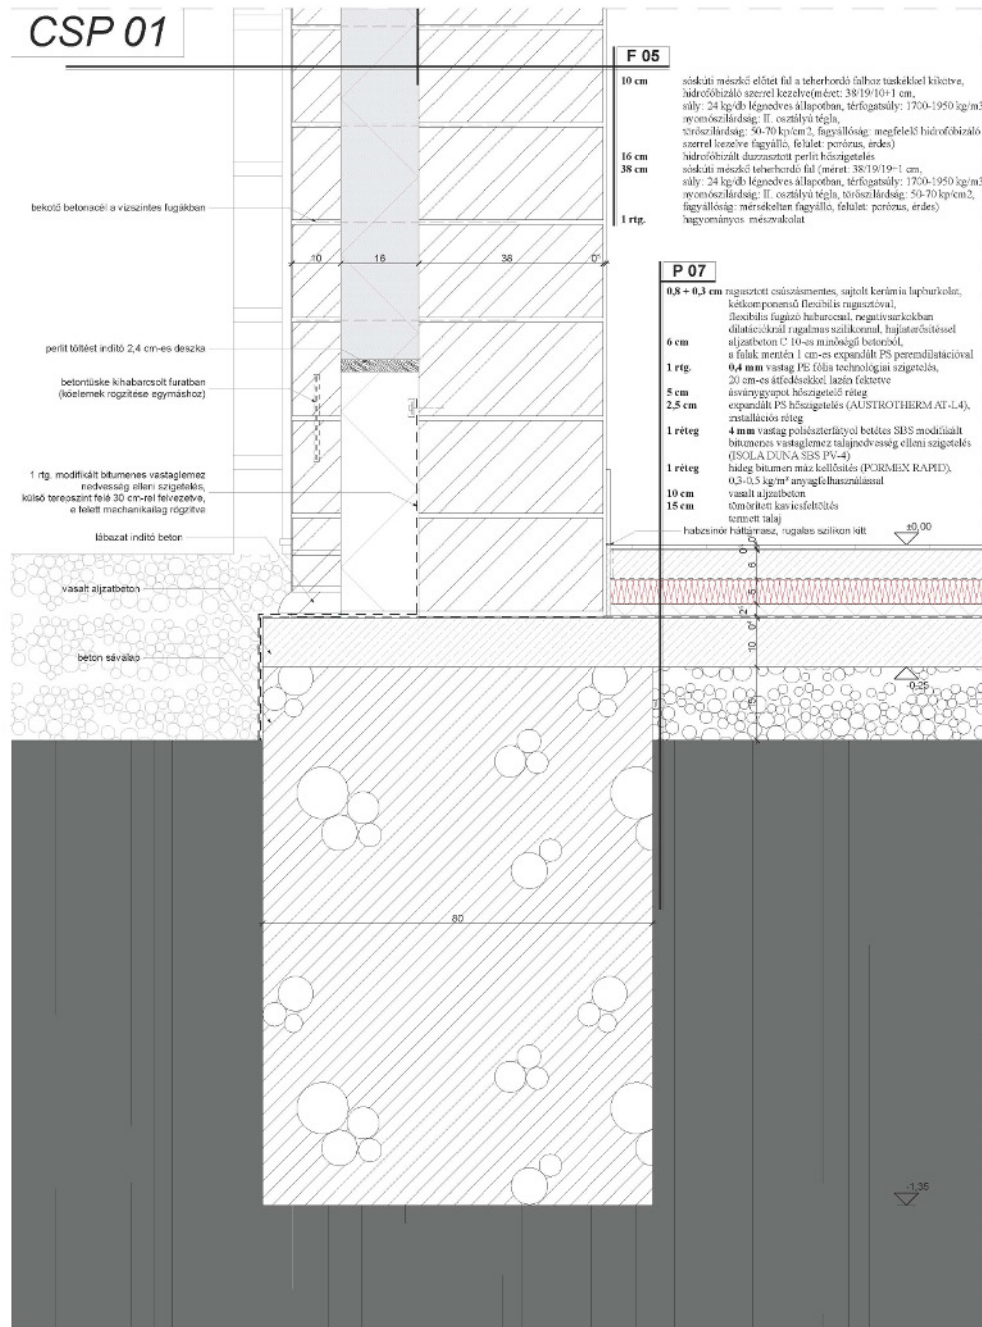 CSP 01
F 05
10 cm sóskúti mészkő előtét fal a teherhordó falhoz tüskékkel kikötve,
hidrofóbizáló szerrel kezelve(méret: 38/19/10+1 cm,
súly: 24 kg/db légnedves állapotban, térfogatsúly: 1700-1950 kg/m3
nyomószilárdság: II. osztályú tégla,
törőszilárdság: 50-70 kp/cm2, fagyállóság: megfelelő hidrofóbizáló
szerrel kezelve fagyálló, felület: porózus, érdes)
16 cm hidrofóbizált duzzasztott perlit hőszigetelés
38 cm sóskúti mészkő teherhordó fal (méret: 38/19/19+1 cm,
súly: 24 kg/db légnedves állapotban, térfogatsúly: 1700-1950 kg/m3
nyomószilárdság: II. osztályú tégla, törőszilárdság: 50-70 kp/cm2,
fagyállóság: mérsékelten fagyálló, felület: porózus, érdes)
1 rtg. hagyományos mészvakolat
bekötő betonacél a vízszintes fugákban
10 16 38 0⁵
P 07
0,8 + 0,3 cm ragasztott csúszásmentes, sajtolt kerámia lapburkolat,
kétkomponensű flexibilis ragasztóval,
flexibilis fugázó habarccsal, negatívsarkokban
dilatációknál rugalmas szilikonnal, hajlaterősítéssel
6 cm aljzatbeton C 10-es minőségű betonból,
a falak mentén 1 cm-es expandált PS peremdilatációval
1 rtg. 0,4 mm vastag PE fólia technológiai szigetelés,
20 cm-es átfedésekkel lazán fektetve
5 cm ásványgyapot hőszigetelő réteg
2,5 cm expandált PS hőszigetelés (AUSTROTHERM AT-L4),
installációs réteg
1 réteg 4 mm vastag poliészterfátyol betétes SBS modifikált
bitumenes vastaglemez talajnedvesség elleni szigetelés
(ISOLA DUNA SBS PV-4)
1 réteg hideg bitumen máz kellősítés (PORMEX RAPID),
0,3-0,5 kg/m² anyagfelhasználással
10 cm vasalt aljzatbeton
15 cm tömörített kavicsfeltöltés
termett talaj
perlit töltést indító 2,4 cm-es deszka
betontüske kihabarcsolt furatban
(kőelemek rögzítése egymáshoz)
1 rtg. modifikált bitumenes vastaglemez
nedvesség elleni szigetelés,
külső terepszint felé 30 cm-rel felvezetve,
e felett mechanikailag rögzítve
habzsinór háttámasz, rugalas szilikon kitt
lábazat indító beton
±0,00
vasalt aljzatbeton
6
5
beton sávalap
10
-0,25
15
80
-1,35